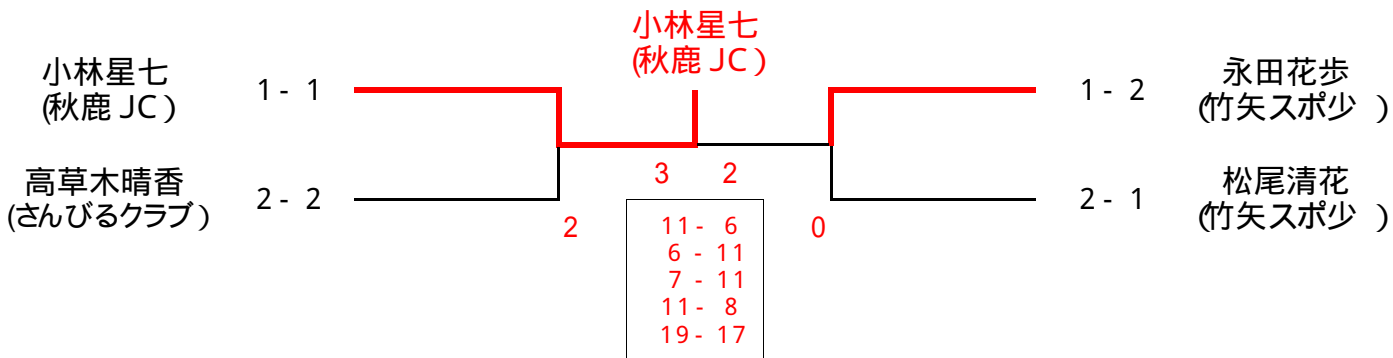 小林星七
(秋鹿 JC )
小林星七
(秋鹿 JC )
1 - 1
1 - 2
永田花歩
(竹矢スポ少 )
3 2
高草木晴香
(さんびるクラブ )
2 - 2
2 - 1
松尾清花
(竹矢スポ少 )
2
0
11 - 6
6 - 11
7 - 11
11 - 8
19 - 17